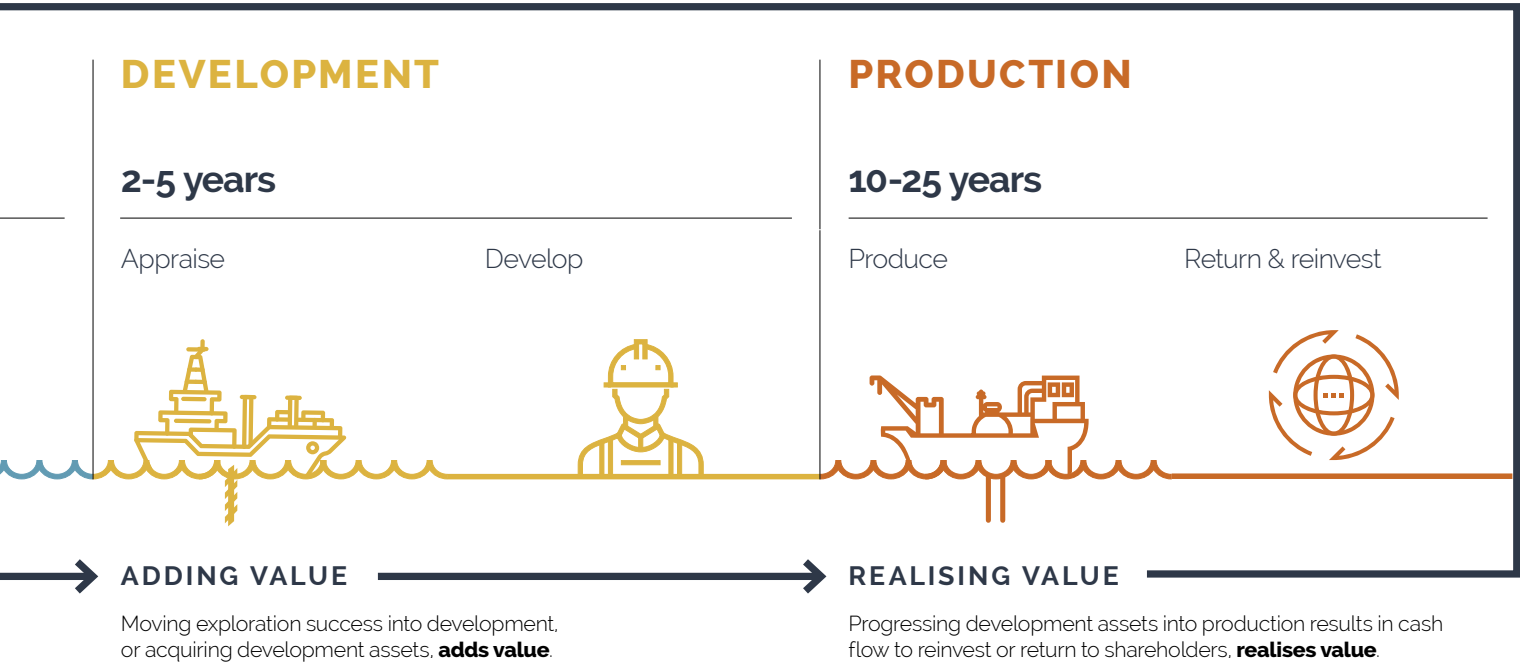 DEVELOPMENT
2-5 years
Appraise
Develop
ADDING VALUE
Moving exploration success into development,
or acquiring development assets, adds value.
PRODUCTION
10-25 years
Produce
Return & reinvest
REALISING VALUE
Progressing development assets into production results in cash
flow to reinvest or return to shareholders, realises value.